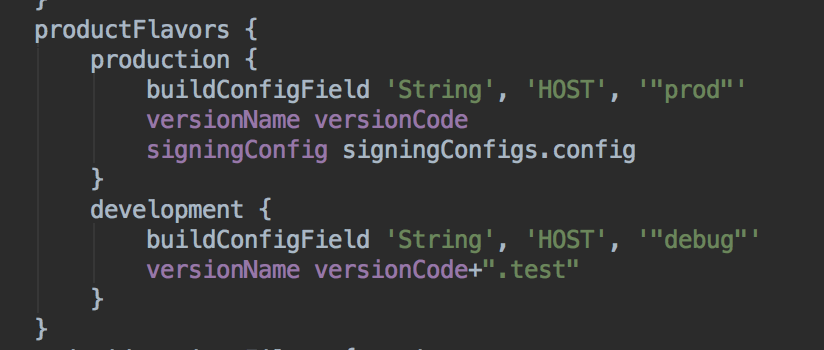 }
productFlavors {
    production {
        buildConfigField 'String', 'HOST', '"prod"'
        versionName versionCode
        signingConfig signingConfigs.config
    }
    development {
        buildConfigField 'String', 'HOST', '"debug"'
        versionName versionCode+".test"
    }
}